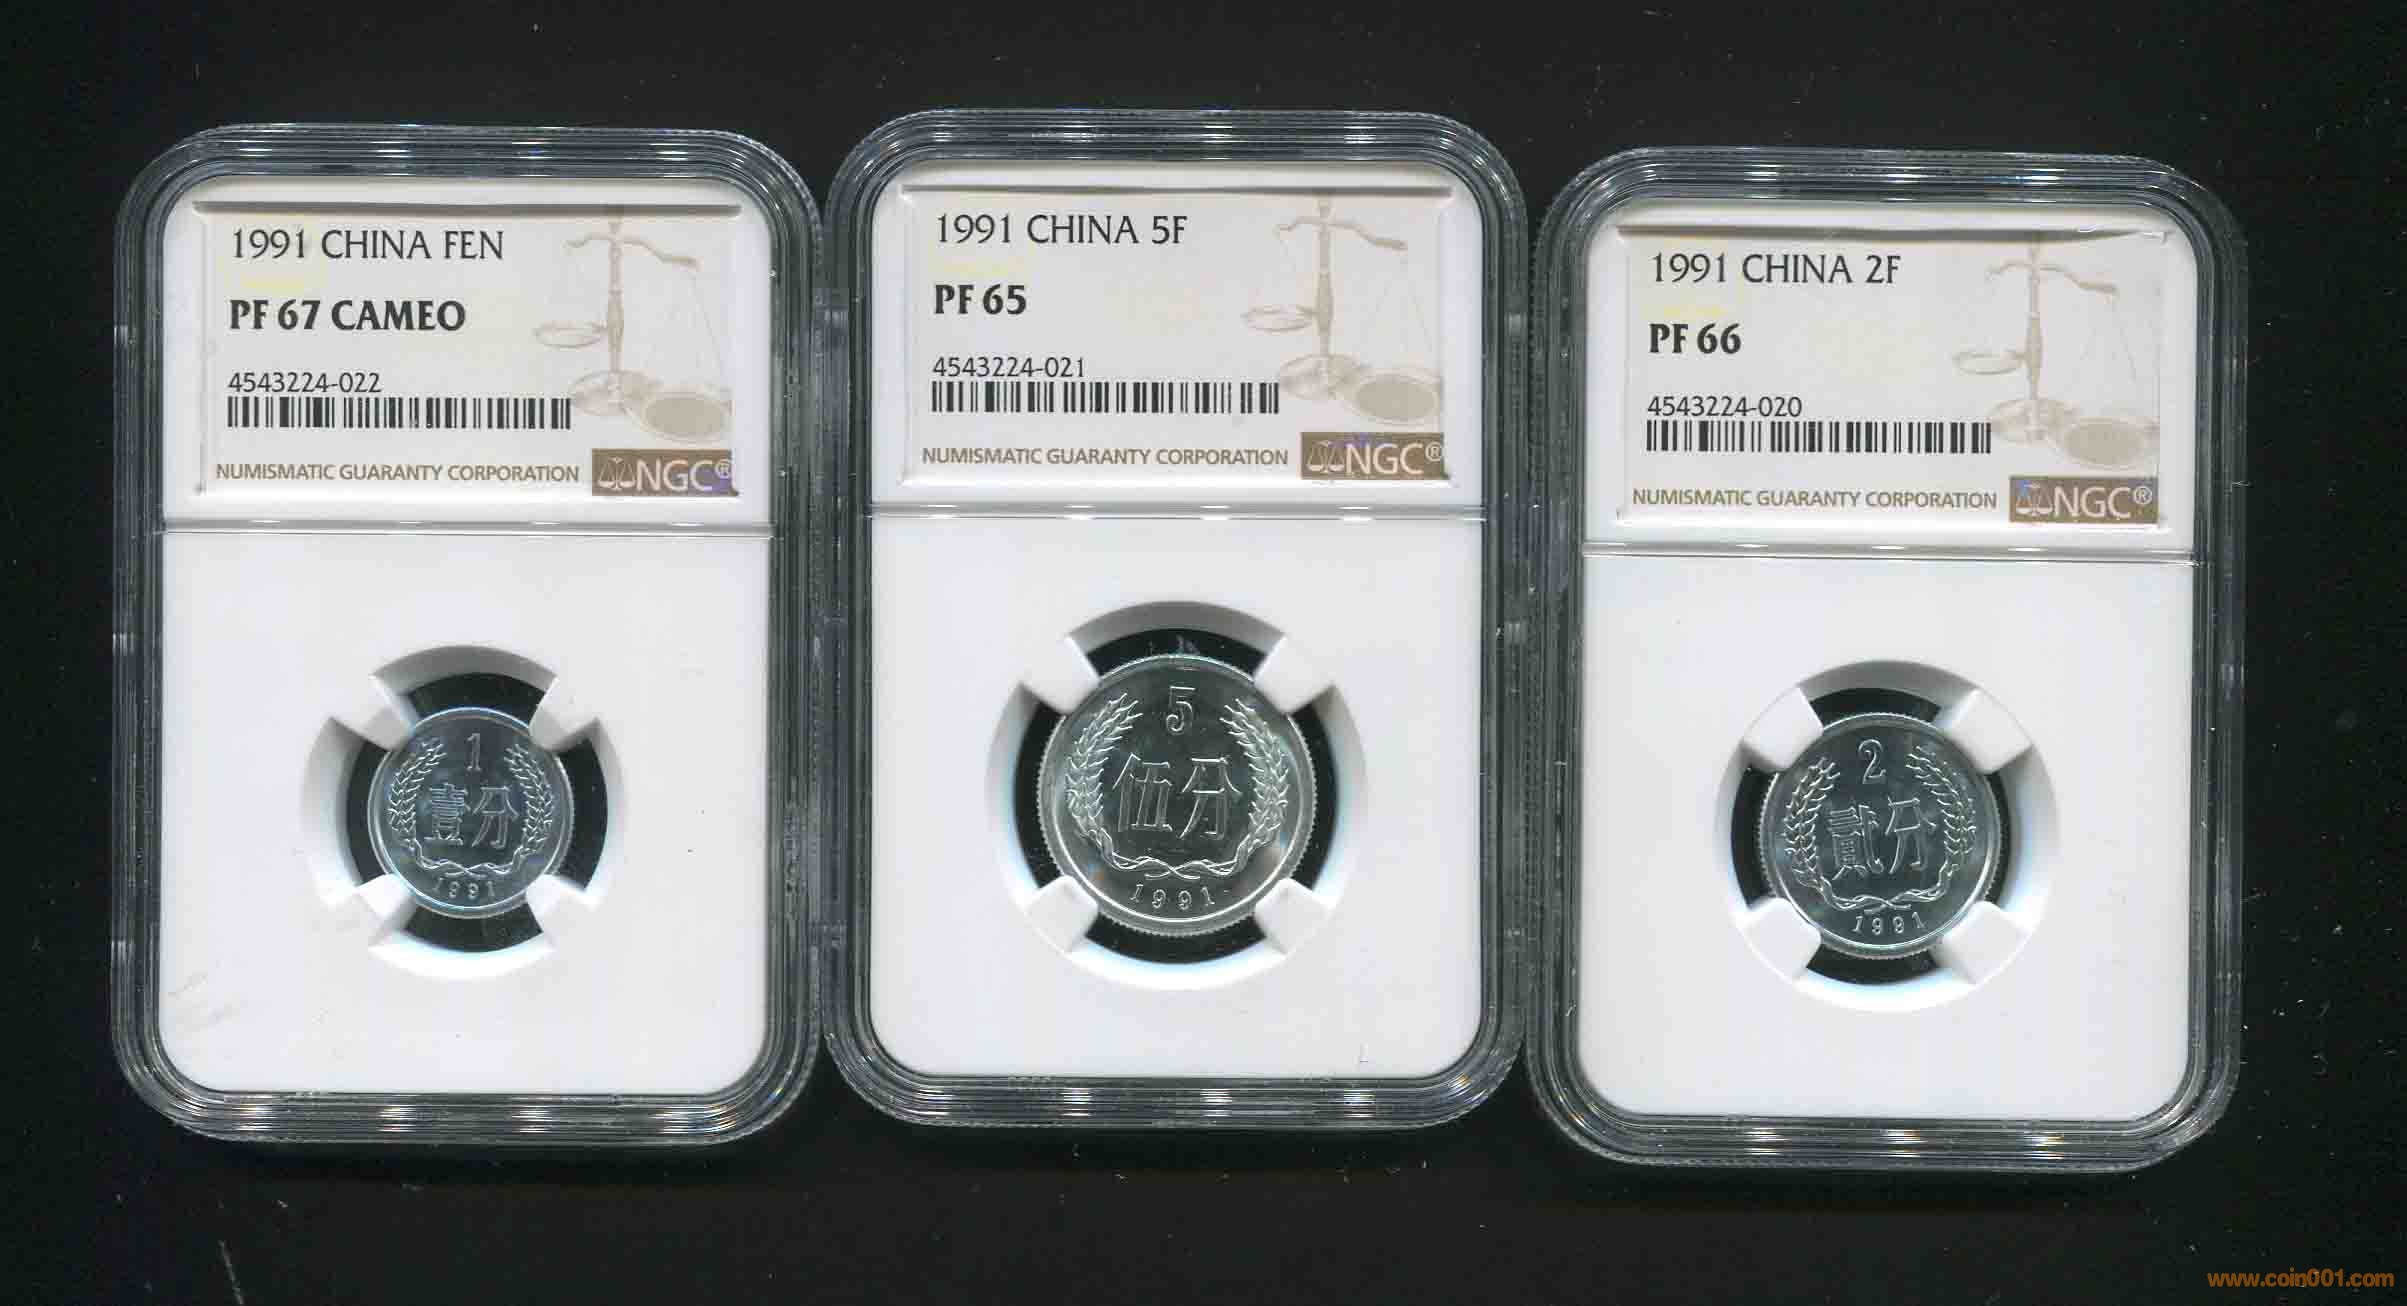 1991 CHINA FEN
PF 67 CAMEO
4543224-022
NUMISMATIC GUARANTY CORPORATION NGC®
1
壹分
1991
1991 CHINA 5F
PF 65
4543224-021
NUMISMATIC GUARANTY CORPORATION NGC®
5
伍分
1991
1991 CHINA 2F
PF 66
4543224-020
NUMISMATIC GUARANTY CORPORATION NGC®
2
贰分
1991
www.coin001.com